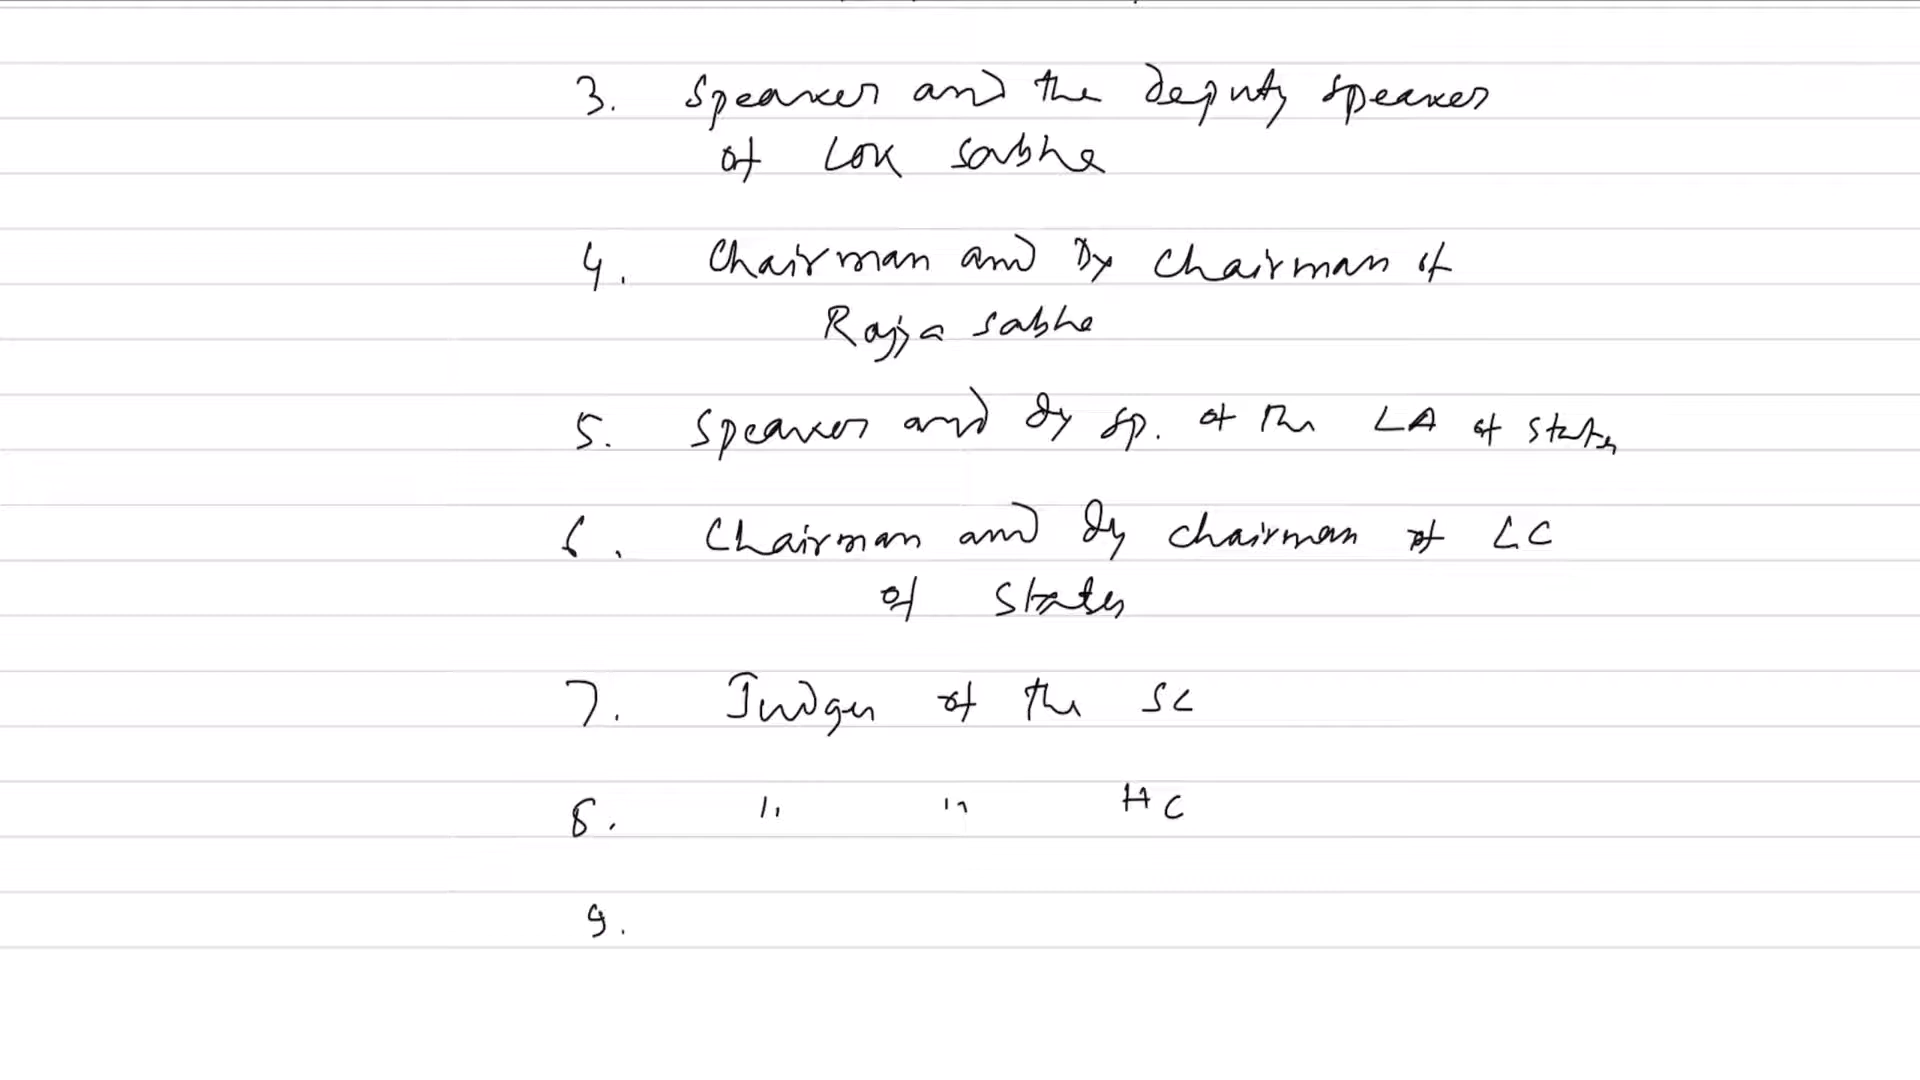 3. Speaker and the deputy speaker
of Lok Sabha
4. Chairman and Dy Chairman of
Rajya Sabha
5. Speaker and dy sp. of the LA of States
6. Chairman and dy chairman of LC
of States
7. Judges of the SC
8. " " HC
9.